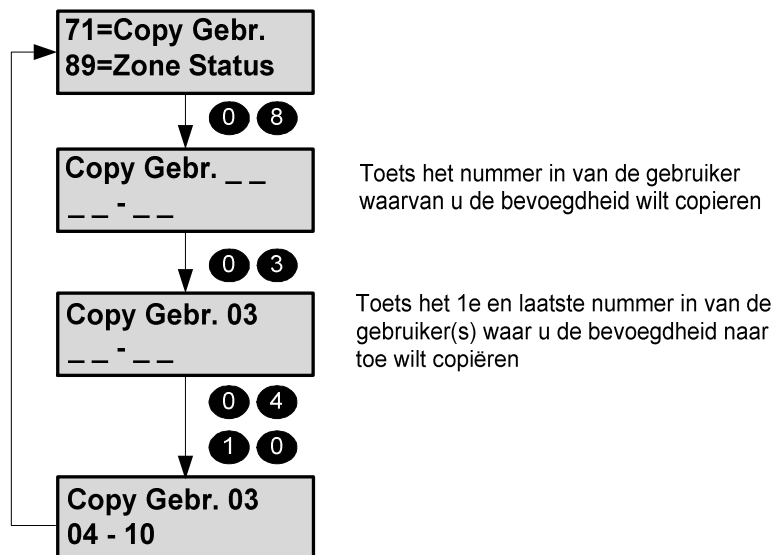 71=Copy Gebr.
89=Zone Status
0 8
Copy Gebr. _ _
_ _ - _ _
Toets het nummer in van de gebruiker
waarvan u de bevoegdheid wilt copieren
0 3
Copy Gebr. 03
_ _ - _ _
Toets het 1e en laatste nummer in van de
gebruiker(s) waar u de bevoegdheid naar
toe wilt copiëren
0 4
1 0
Copy Gebr. 03
04 - 10